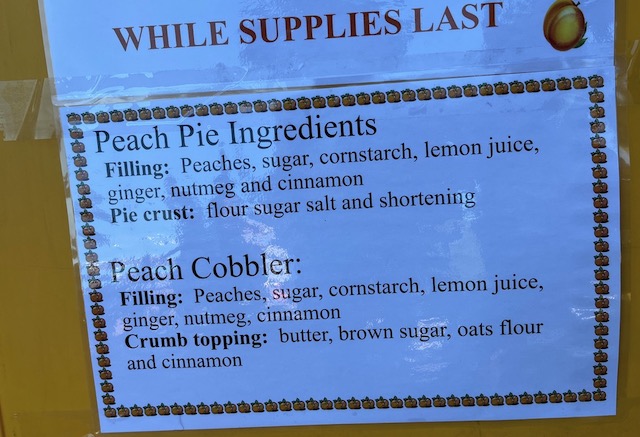 WHILE SUPPLIES LAST
Peach Pie Ingredients
Filling: Peaches, sugar, cornstarch, lemon juice,
ginger, nutmeg and cinnamon
Pie crust: flour sugar salt and shortening
Peach Cobbler:
Filling: Peaches, sugar, cornstarch, lemon juice,
ginger, nutmeg, cinnamon
Crumb topping: butter, brown sugar, oats flour
and cinnamon